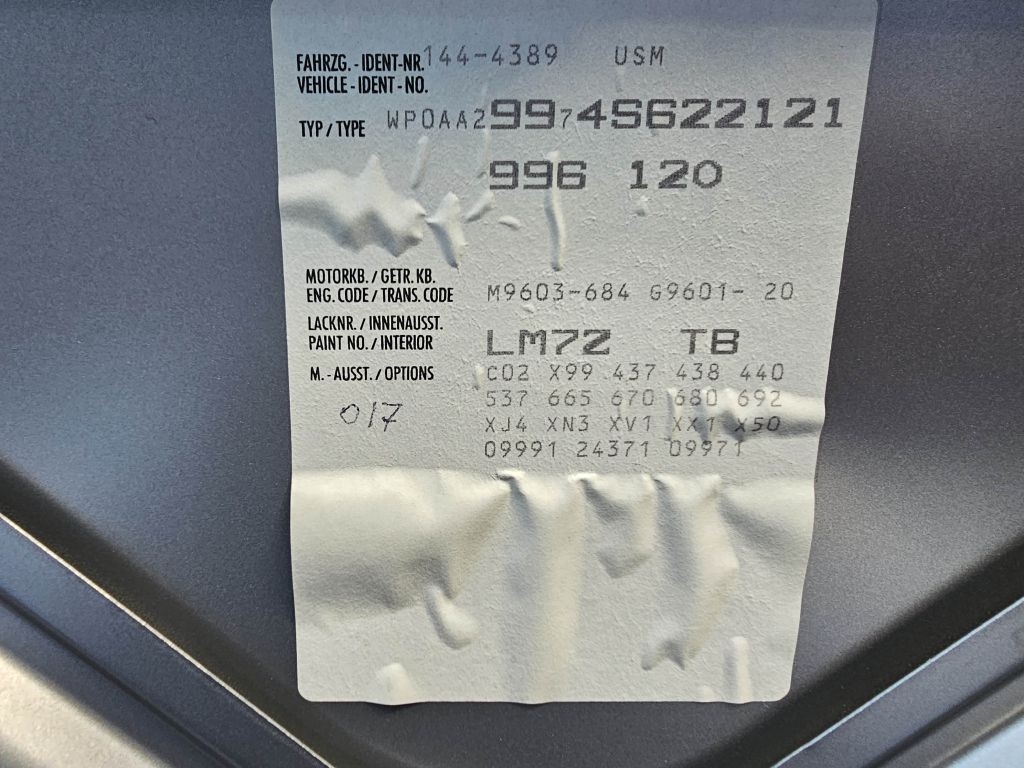 FAHRZG. - IDENT-NR. 144-4389 USM
VEHICLE - IDENT - NO.
TYP / TYPE WP0AA29974S622121
996 120
MOTORKB. / GETR. KB.
ENG. CODE / TRANS. CODE M9603-684 G9601- 20
LACKNR. / INNENAUSST.
PAINT NO. / INTERIOR LM7Z TB
M. - AUSST. / OPTIONS C02 X99 437 438 440
537 665 670 680 692
017 XJ4 XN3 XV1 XX1 X50
09991 24371 09971